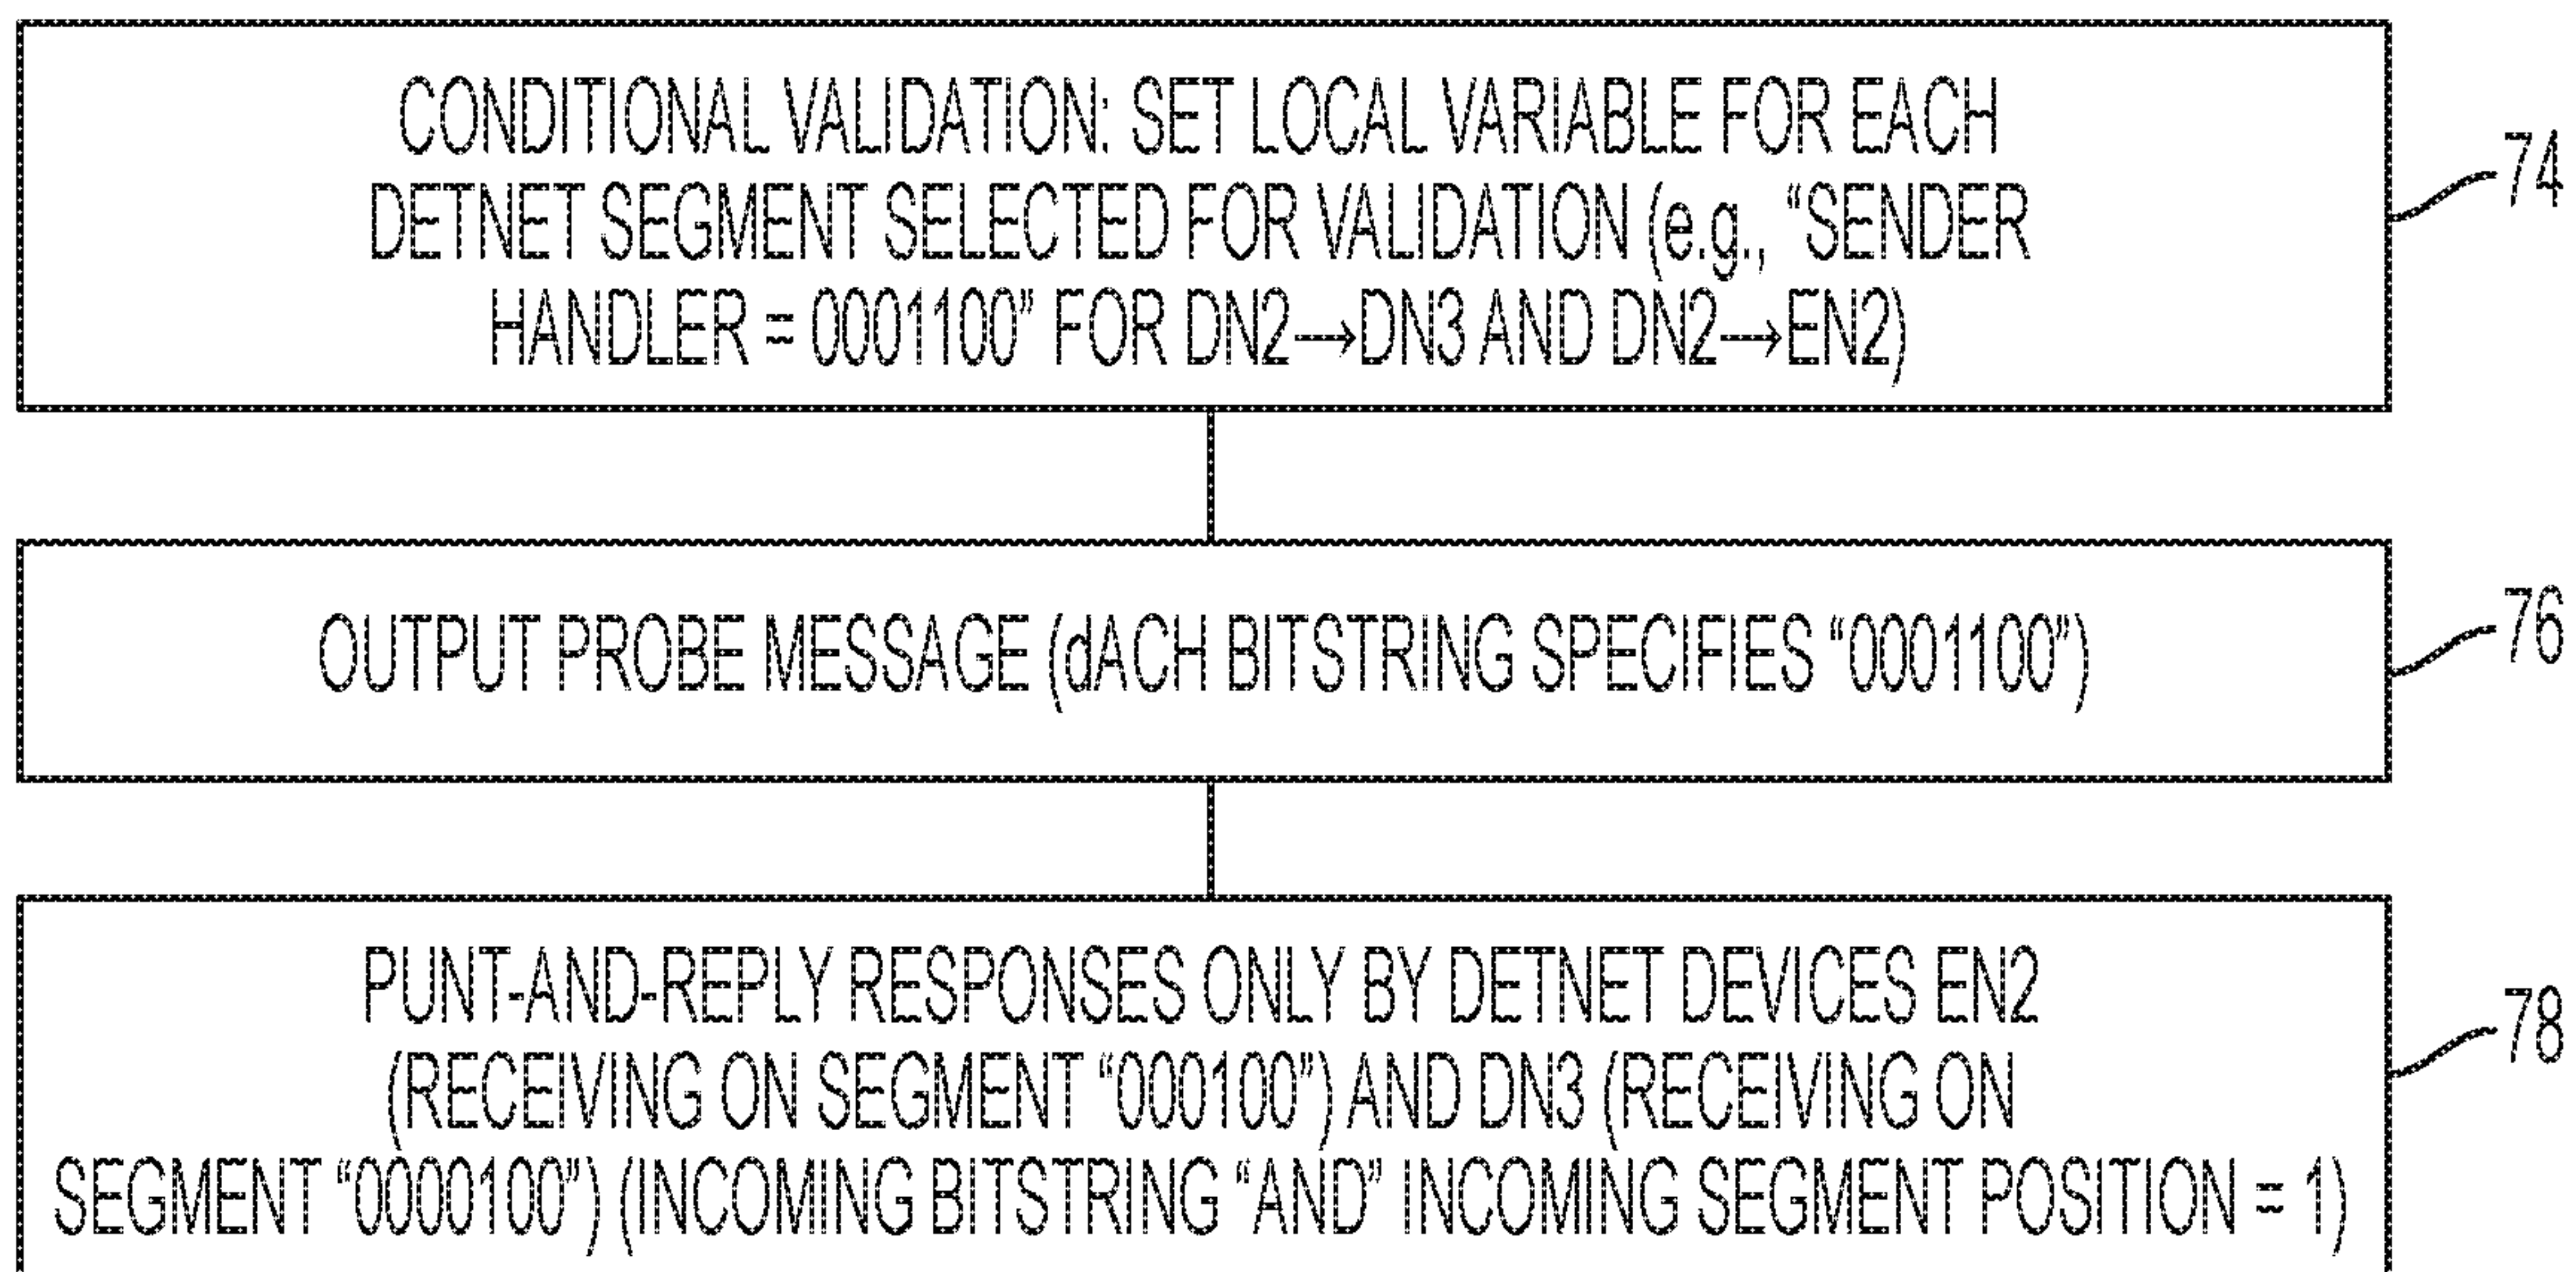 CONDITIONAL VALIDATION: SET LOCAL VARIABLE FOR EACH
DETNET SEGMENT SELECTED FOR VALIDATION (e.g., “SENDER
HANDLER = 0001100” FOR DN2→DN3 AND DN2→EN2)
74
OUTPUT PROBE MESSAGE (dACH BITSTRING SPECIFIES “0001100”)
76
PUNT-AND-REPLY RESPONSES ONLY BY DETNET DEVICES EN2
(RECEIVING ON SEGMENT “000100”) AND DN3 (RECEIVING ON
SEGMENT “0000100”) (INCOMING BITSTRING “AND” INCOMING SEGMENT POSITION = 1)
78